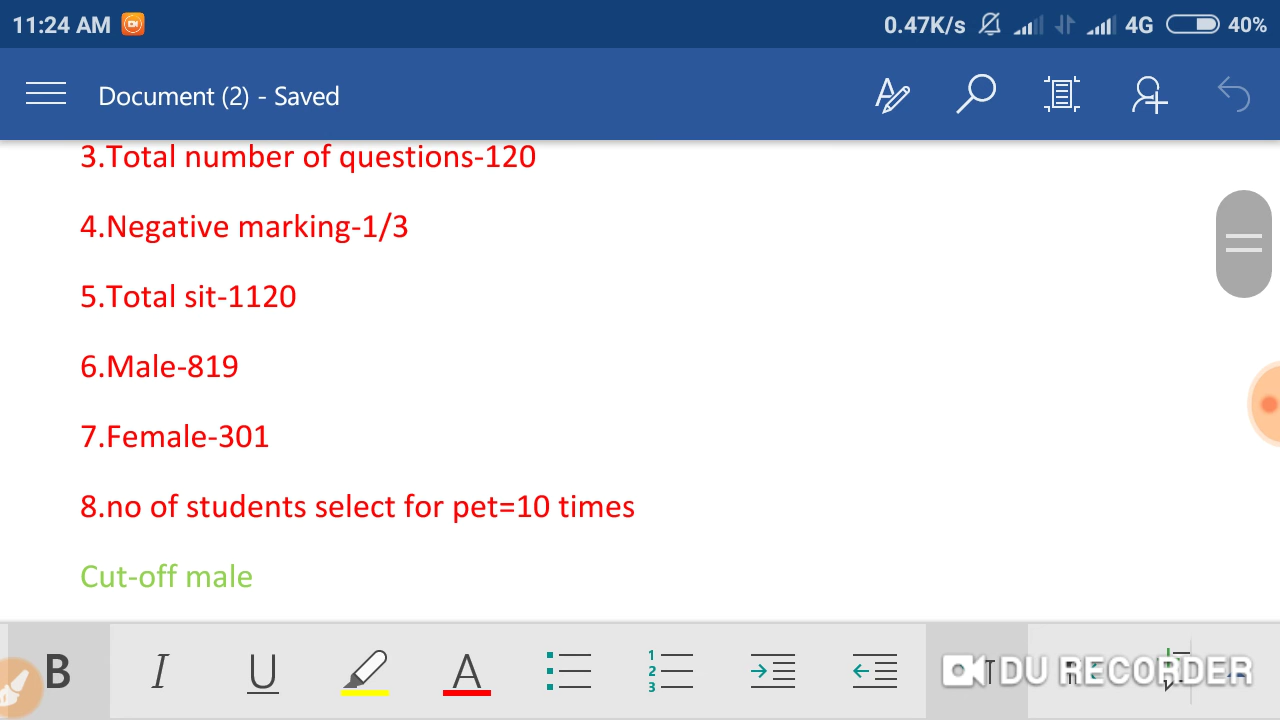 11:24 AM 0.47K/s 4G 40%
Document (2) - Saved
3.Total number of questions-120
4.Negative marking-1/3
5.Total sit-1120
6.Male-819
7.Female-301
8.no of students select for pet=10 times
Cut-off male
B I U A DU RECORDER